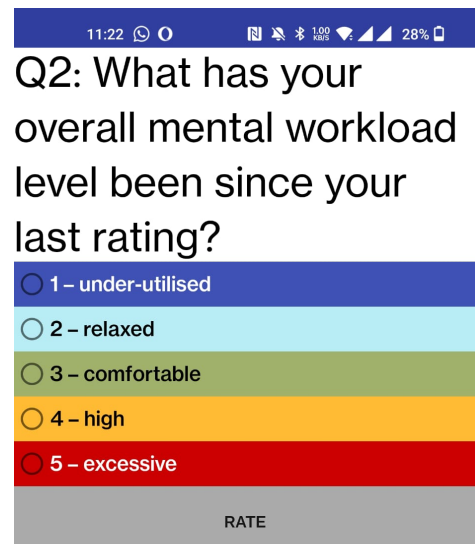 11:22 1.00 KB/S 28%
Q2: What has your
overall mental workload
level been since your
last rating?
1 – under-utilised
2 – relaxed
3 – comfortable
4 – high
5 – excessive
RATE